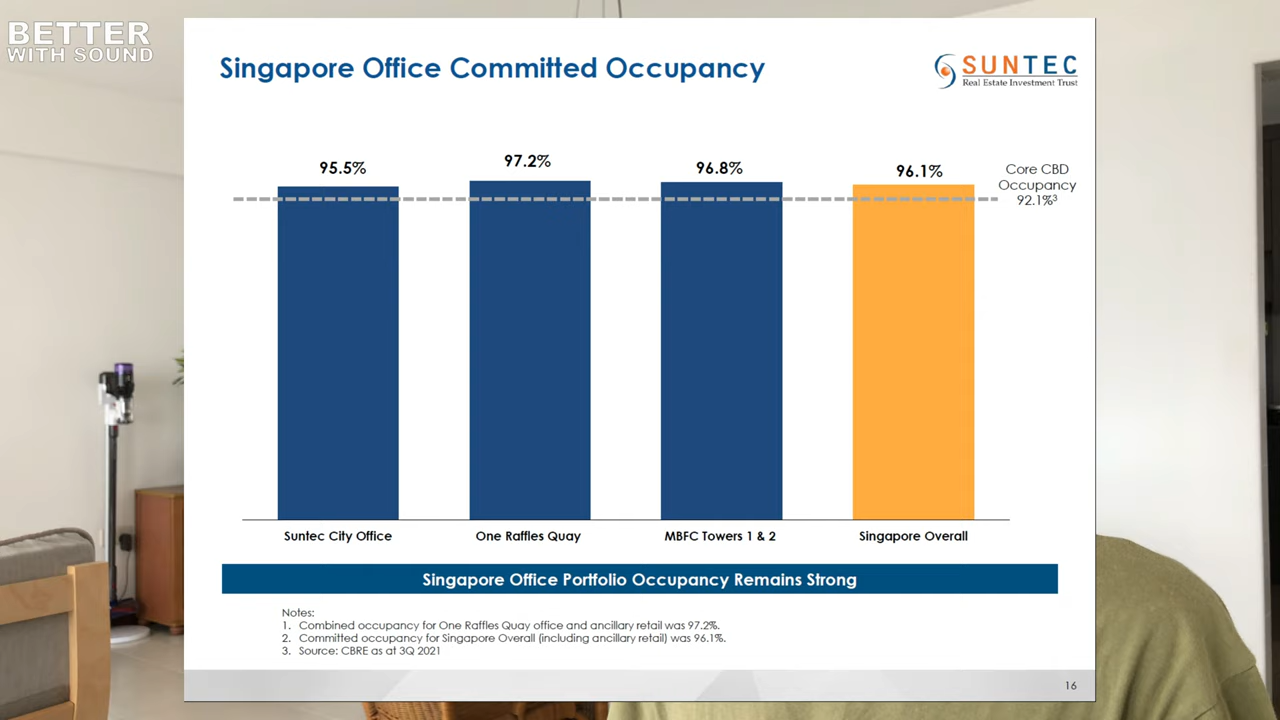 BETTER
WITH SOUND
Singapore Office Committed Occupancy
SUNTEC
Real Estate Investment Trust
95.5%
97.2%
96.8%
96.1%
Core CBD
Occupancy
92.1%³
Suntec City Office
One Raffles Quay
MBFC Towers 1 & 2
Singapore Overall
Singapore Office Portfolio Occupancy Remains Strong
Notes:
1. Combined occupancy for One Raffles Quay office and ancillary retail was 97.2%.
2. Committed occupancy for Singapore Overall (including ancillary retail) was 96.1%.
3. Source: CBRE as at 3Q 2021
16